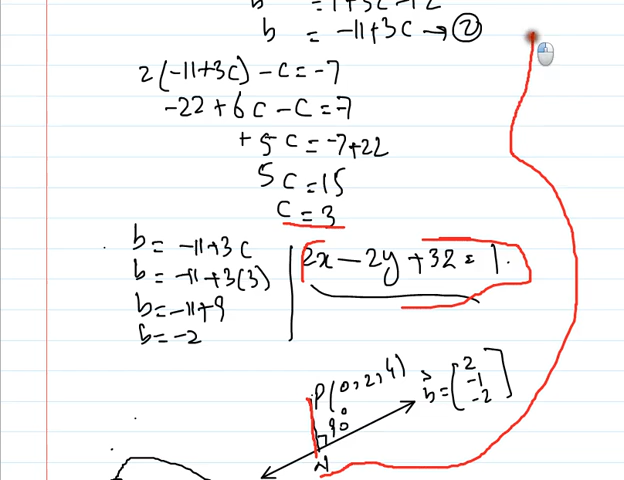 b = -11+3c → ②
2(-11+3c) - c = -7
-22 + 6c - c = -7
+5c = -7+22
5c = 15
c = 3
b = -11+3c
b = -11+3(3)
b = -11+9
b = -2
2x - 2y + 3z = 1.
P(0,2,4)
b = [2
-1
-2]
90°
N